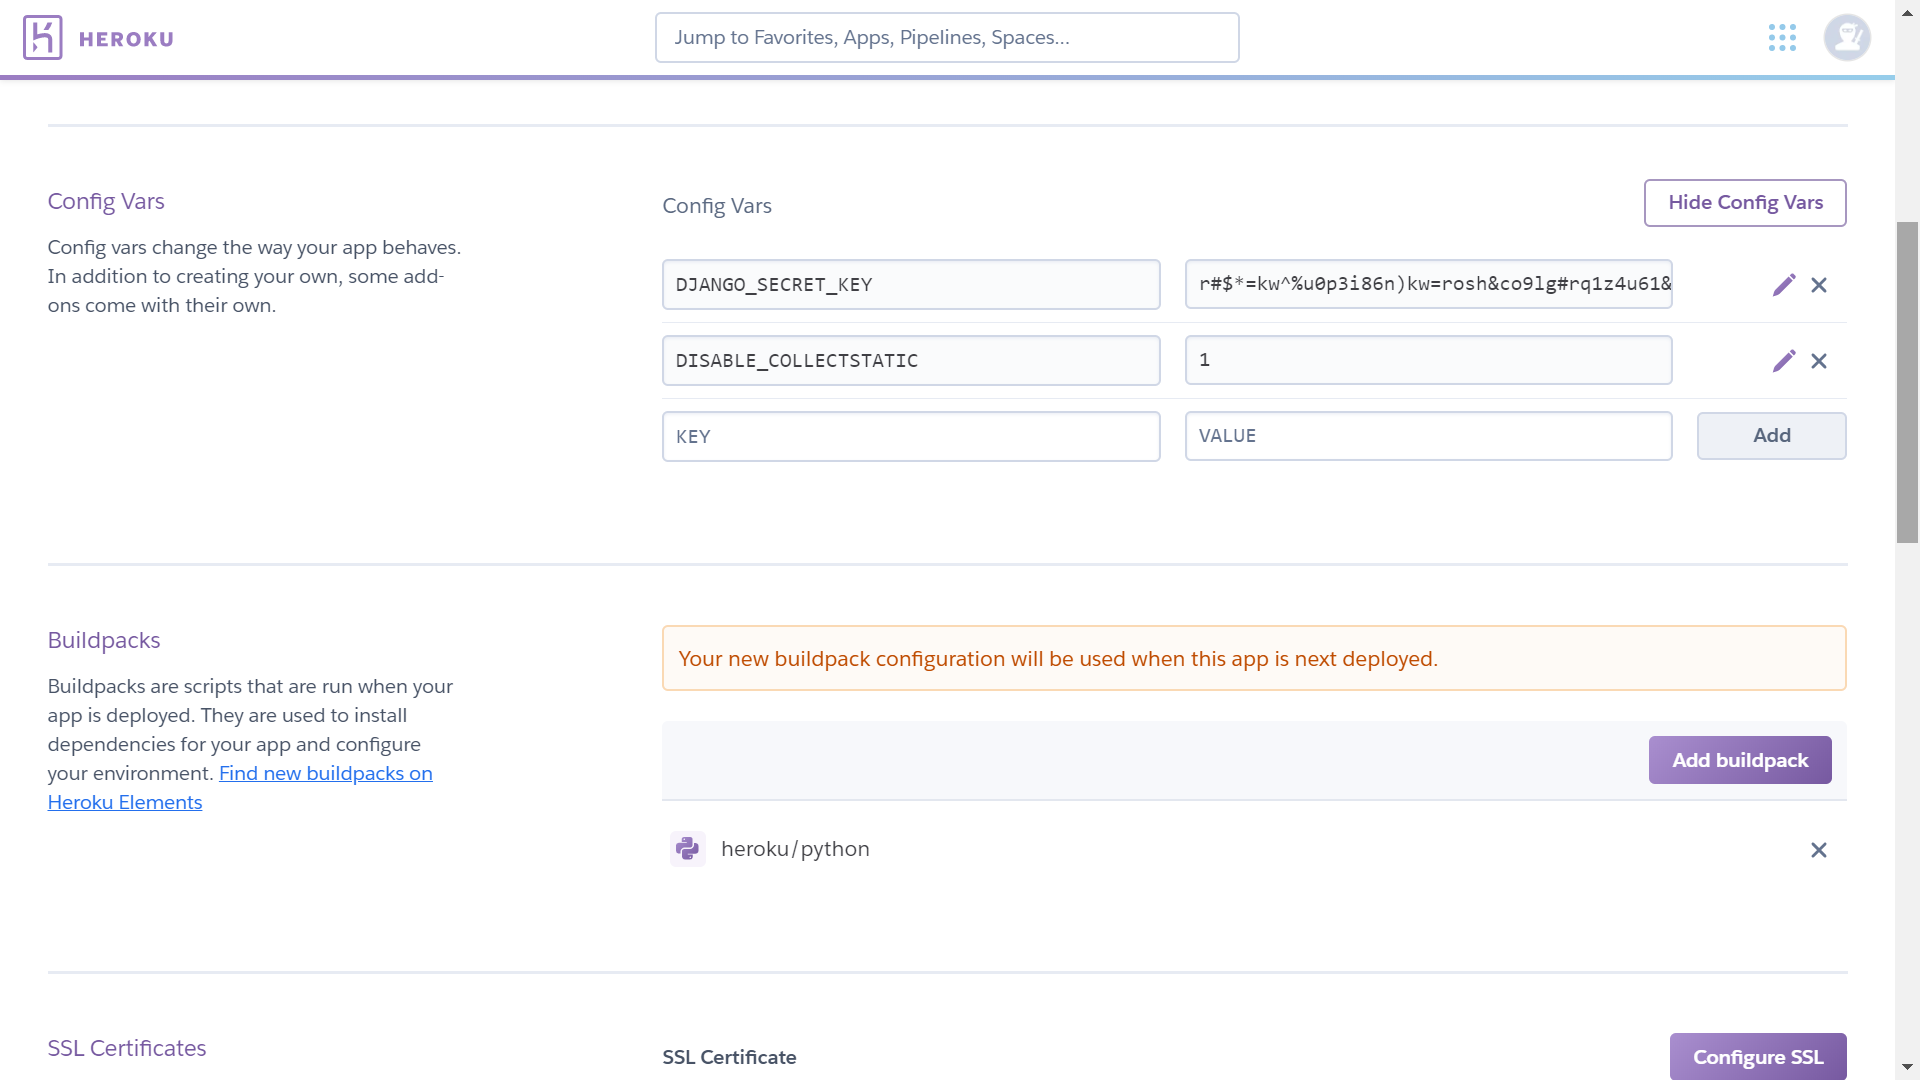 HEROKU
Jump to Favorites, Apps, Pipelines, Spaces...
Config Vars
Config vars change the way your app behaves.
In addition to creating your own, some add-
ons come with their own.
Config Vars
Hide Config Vars
DJANGO_SECRET_KEY
r#$*=kw^%u0p3i86n)kw=rosh&co9lg#rq1z4u61&
DISABLE_COLLECTSTATIC
1
KEY
VALUE
Add
Buildpacks
Buildpacks are scripts that are run when your
app is deployed. They are used to install
dependencies for your app and configure
your environment. Find new buildpacks on
Heroku Elements
Your new buildpack configuration will be used when this app is next deployed.
Add buildpack
heroku/python
SSL Certificates
SSL Certificate
Configure SSL